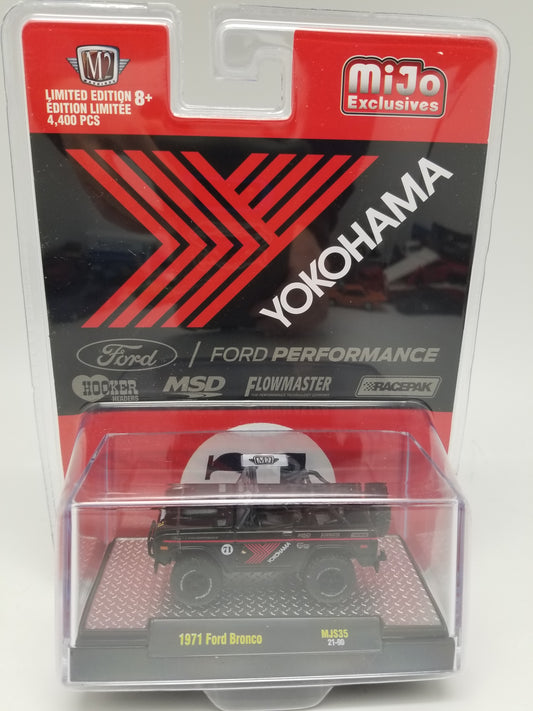 M2
MACHINES
LIMITED EDITION 8+
ÉDITION LIMITÉE
4,400 PCS
MiJo
Exclusives
YOKOHAMA
Ford | FORD PERFORMANCE
HOOKER
HEADERS
MSD
FLOWMASTER
RACEPAK
M2
71
YOKOHAMA
1971 Ford Bronco
MJS35
21-90